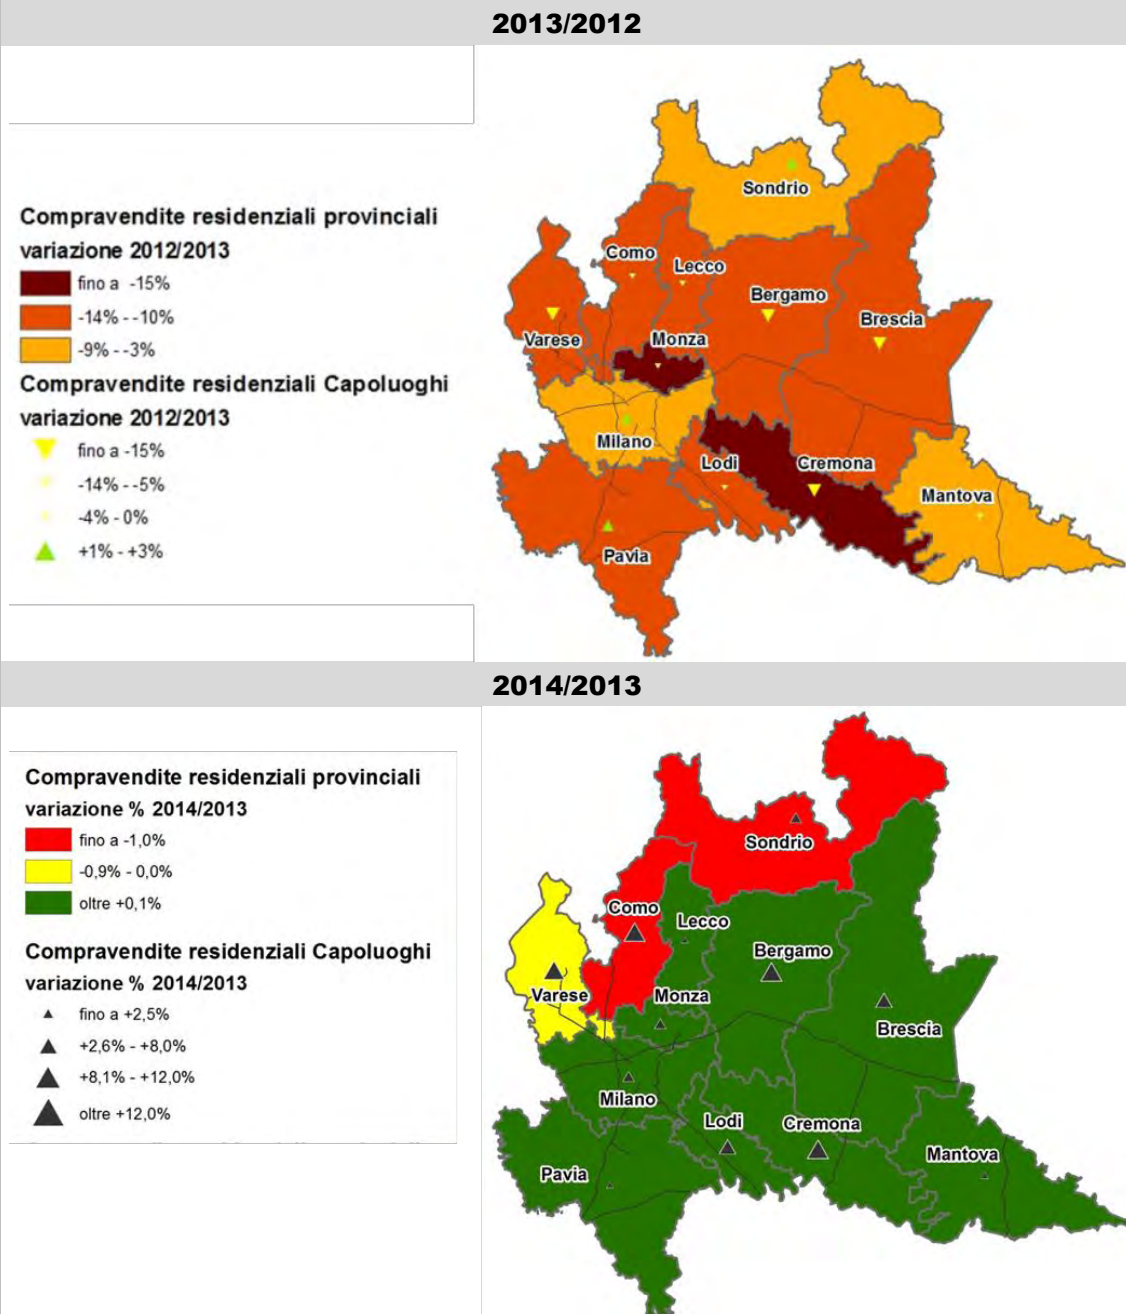 2013/2012
Compravendite residenziali provinciali
variazione 2012/2013
fino a -15%
-14% - -10%
-9% - -3%
Compravendite residenziali Capoluoghi
variazione 2012/2013
fino a -15%
-14% - -5%
-4% - 0%
+1% - +3%
Sondrio
Como
Lecco
Bergamo
Brescia
Varese
Monza
Milano
Lodi
Cremona
Mantova
Pavia
2014/2013
Compravendite residenziali provinciali
variazione % 2014/2013
fino a -1,0%
-0,9% - 0,0%
oltre +0,1%
Compravendite residenziali Capoluoghi
variazione % 2014/2013
fino a +2,5%
+2,6% - +8,0%
+8,1% - +12,0%
oltre +12,0%
Sondrio
Como
Lecco
Bergamo
Varese
Monza
Brescia
Milano
Lodi
Cremona
Mantova
Pavia